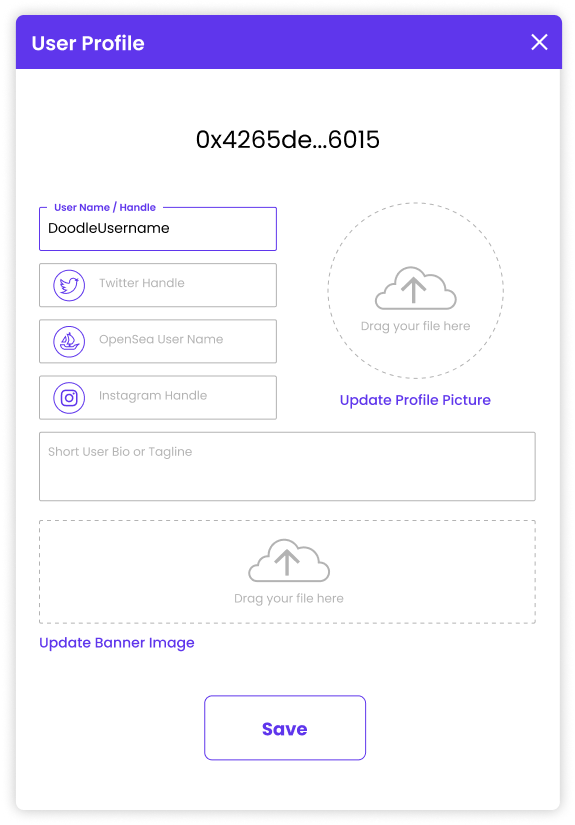 User Profile
0x4265de...6015
User Name / Handle
DoodleUsername
Twitter Handle
OpenSea User Name
Instagram Handle
Drag your file here
Update Profile Picture
Short User Bio or Tagline
Drag your file here
Update Banner Image
Save